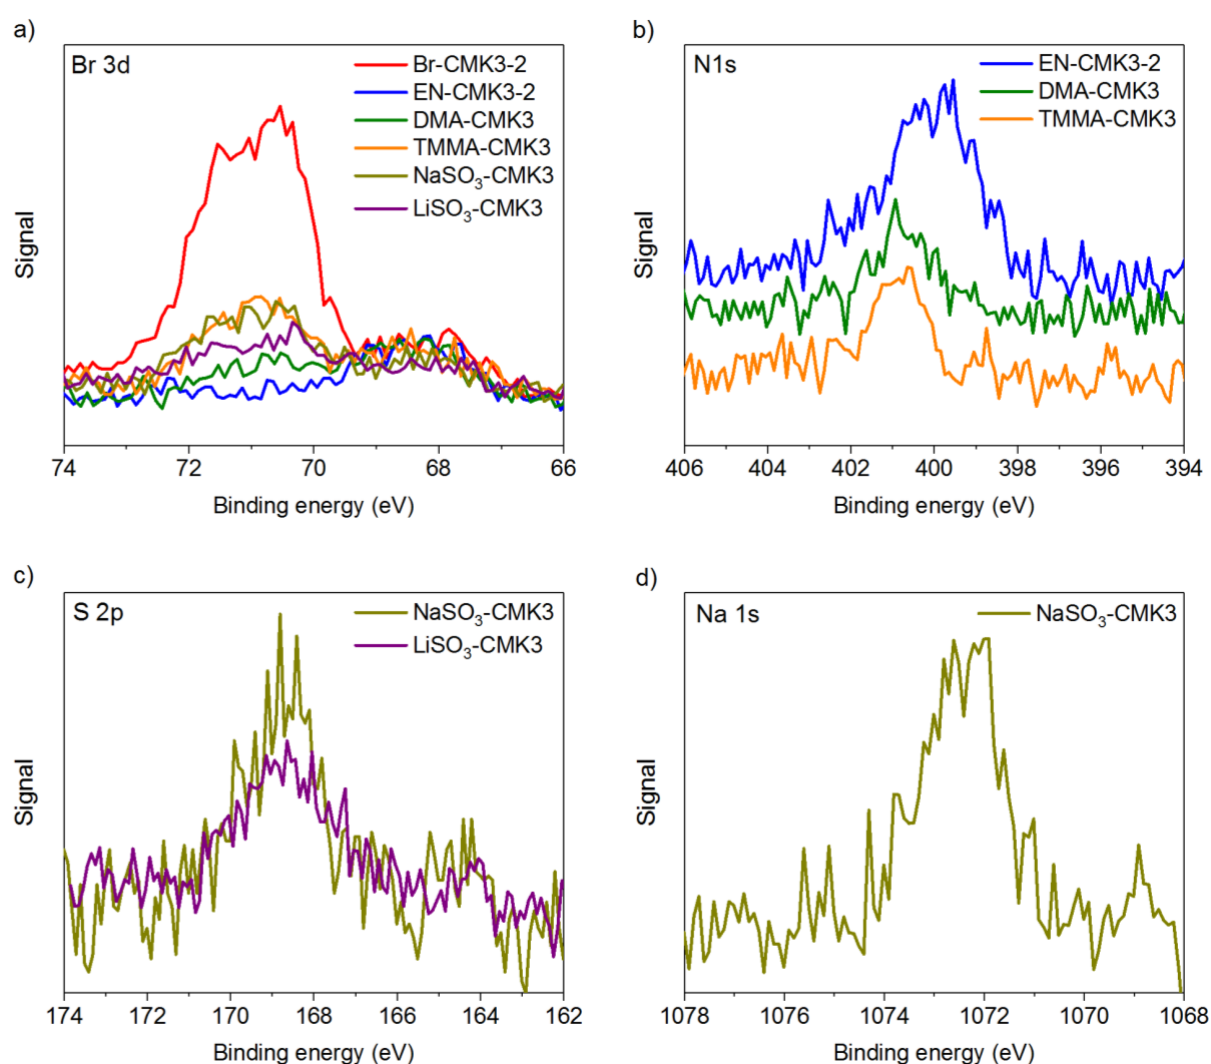 a)
Br 3d
Br-CMK3-2
EN-CMK3-2
DMA-CMK3
TMMA-CMK3
NaSO₃-CMK3
LiSO₃-CMK3
Signal
74 72 70 68 66
Binding energy (eV)
b)
N1s
EN-CMK3-2
DMA-CMK3
TMMA-CMK3
Signal
406 404 402 400 398 396 394
Binding energy (eV)
c)
S 2p
NaSO₃-CMK3
LiSO₃-CMK3
Signal
174 172 170 168 166 164 162
Binding energy (eV)
d)
Na 1s
NaSO₃-CMK3
Signal
1078 1076 1074 1072 1070 1068
Binding energy (eV)